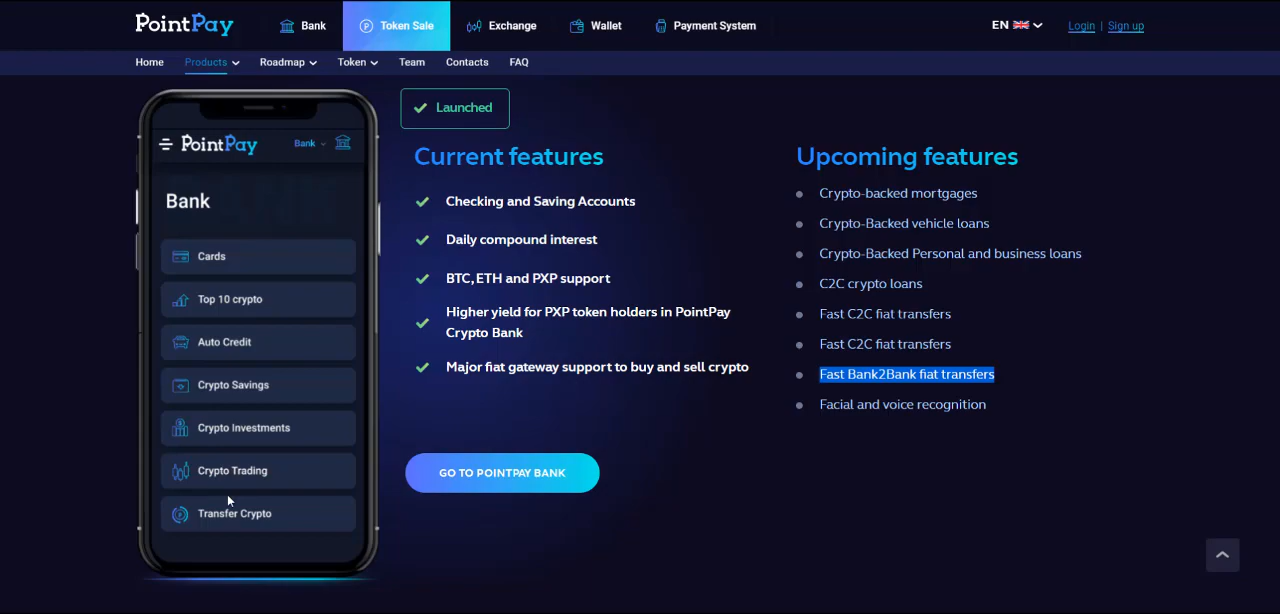 PointPay
Bank
Token Sale
Exchange
Wallet
Payment System
EN
Login | Sign up
Home
Products
Roadmap
Token
Team
Contacts
FAQ
PointPay
Bank
Bank
Cards
Top 10 crypto
Auto Credit
Crypto Savings
Crypto Investments
Crypto Trading
Transfer Crypto
Launched
Current features
Checking and Saving Accounts
Daily compound interest
BTC, ETH and PXP support
Higher yield for PXP token holders in PointPay
Crypto Bank
Major fiat gateway support to buy and sell crypto
GO TO POINTPAY BANK
Upcoming features
Crypto-backed mortgages
Crypto-Backed vehicle loans
Crypto-Backed Personal and business loans
C2C crypto loans
Fast C2C fiat transfers
Fast C2C fiat transfers
Fast Bank2Bank fiat transfers
Facial and voice recognition